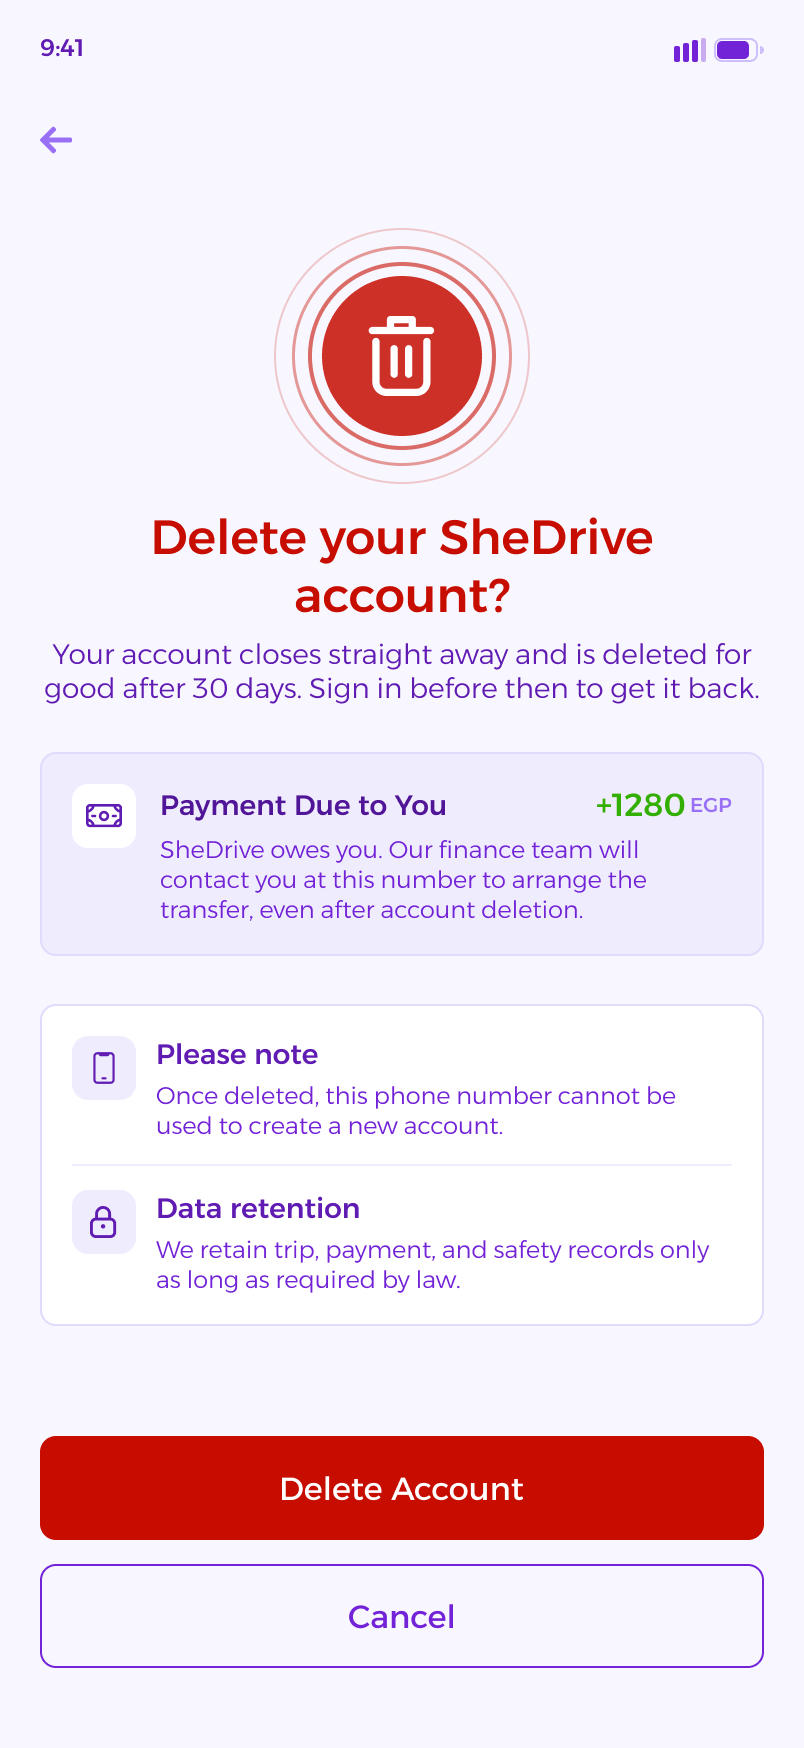 9:41
Delete your SheDrive
account?
Your account closes straight away and is deleted for
good after 30 days. Sign in before then to get it back.
Payment Due to You +1280 EGP
SheDrive owes you. Our finance team will
contact you at this number to arrange the
transfer, even after account deletion.
Please note
Once deleted, this phone number cannot be
used to create a new account.
Data retention
We retain trip, payment, and safety records only
as long as required by law.
Delete Account
Cancel